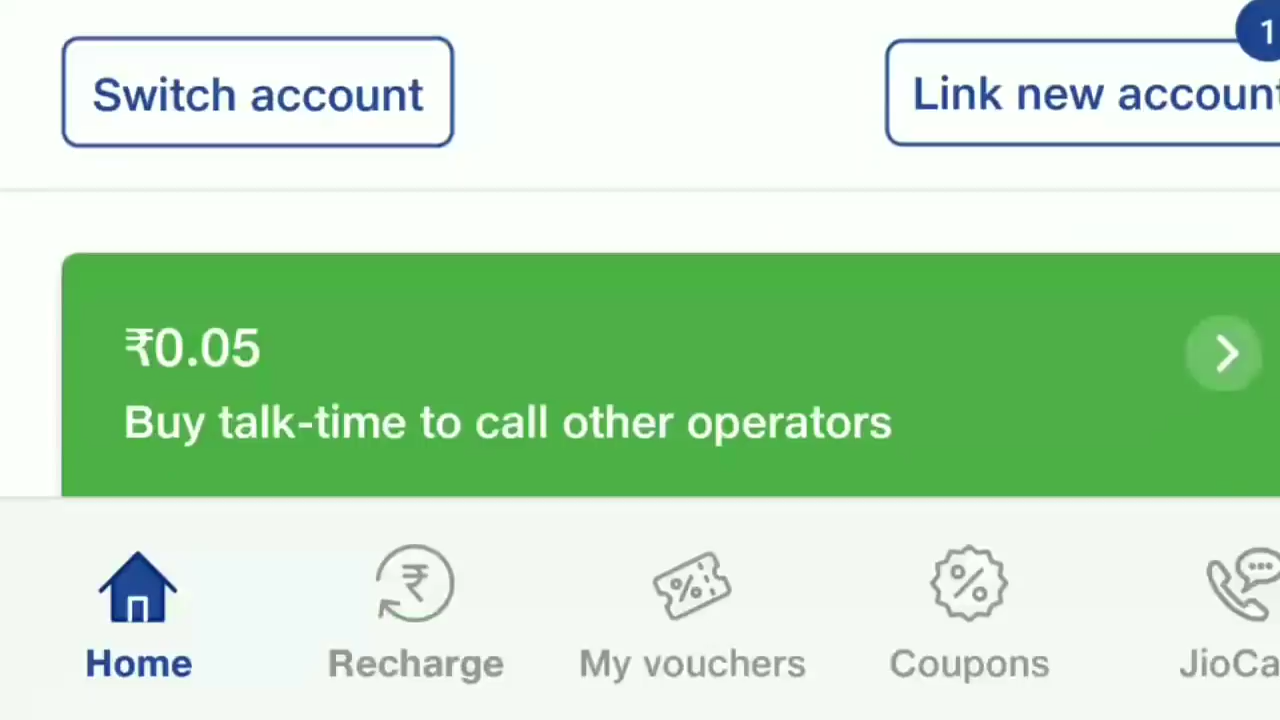 1
Switch account
Link new account
₹0.05
Buy talk-time to call other operators
Home
Recharge
My vouchers
Coupons
JioCa